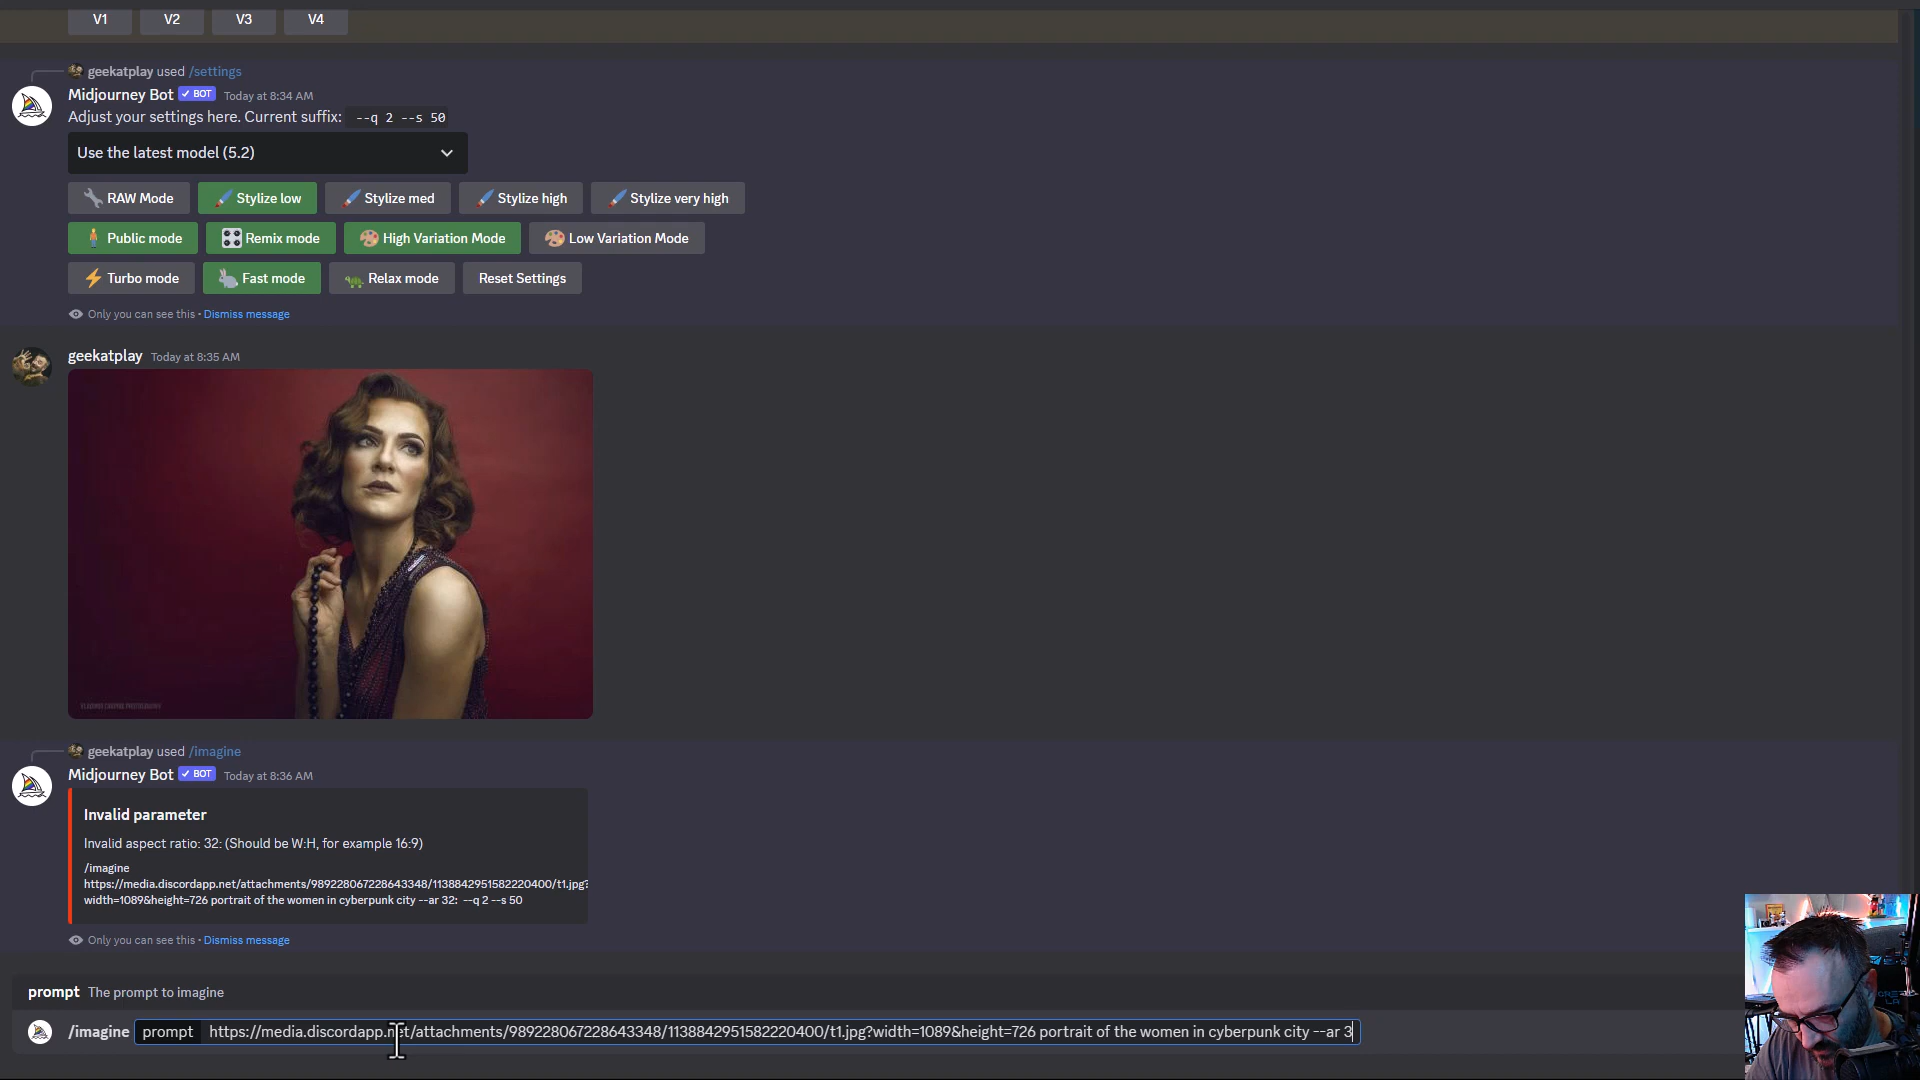 V1 V2 V3 V4
geekatplay used /settings
Midjourney Bot ✔ BOT Today at 8:34 AM
Adjust your settings here. Current suffix: --q 2 --s 50
Use the latest model (5.2)
RAW Mode Stylize low Stylize med Stylize high Stylize very high
Public mode Remix mode High Variation Mode Low Variation Mode
Turbo mode Fast mode Relax mode Reset Settings
Only you can see this • Dismiss message
geekatplay Today at 8:35 AM
geekatplay used /imagine
Midjourney Bot ✔ BOT Today at 8:36 AM
Invalid parameter
Invalid aspect ratio: 32: (Should be W:H, for example 16:9)
/imagine
https://media.discordapp.net/attachments/989228067228643348/1138842951582220400/t1.jpg?
width=1089&height=726 portrait of the women in cyberpunk city --ar 32: --q 2 --s 50
Only you can see this • Dismiss message
prompt The prompt to imagine
/imagine prompt https://media.discordapp.net/attachments/989228067228643348/1138842951582220400/t1.jpg?width=1089&height=726 portrait of the women in cyberpunk city --ar 3